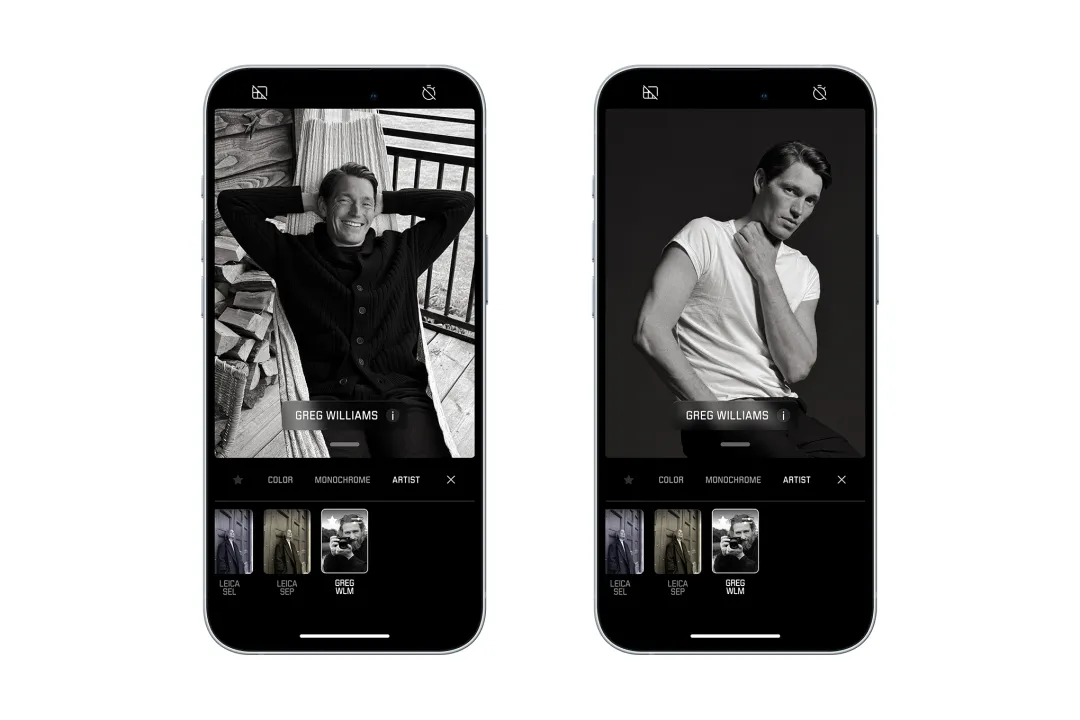 GREG WILLIAMS i
COLOR MONOCHROME ARTIST
LEICA
SEL
LEICA
SEP
GREG
WLM
GREG WILLIAMS i
COLOR MONOCHROME ARTIST
LEICA
SEL
LEICA
SEP
GREG
WLM